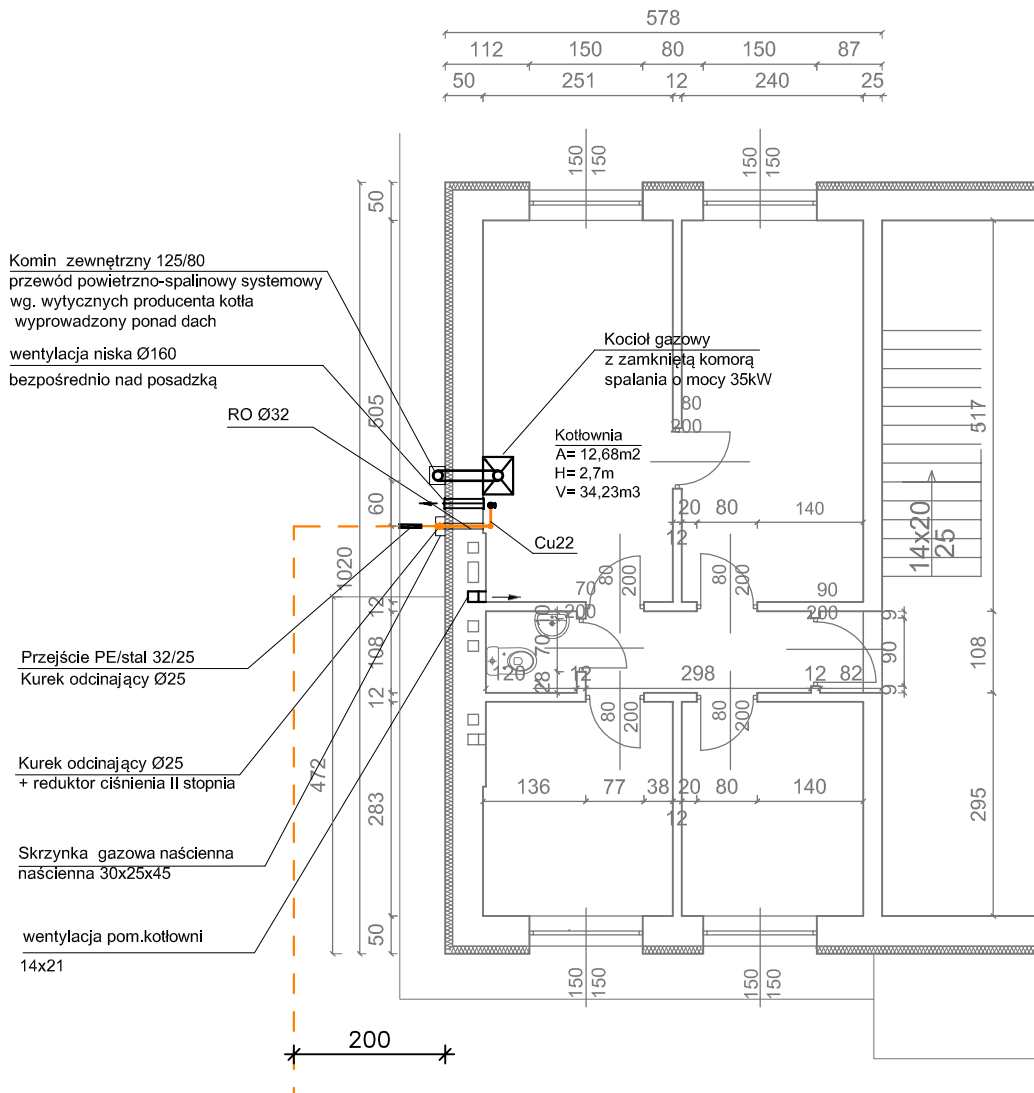 578
112 150 80 150 87
50 251 12 240 25
150 150
150 150
50
Komin zewnętrzny 125/80
przewód powietrzno-spalinowy systemowy
wg. wytycznych producenta kotła
wyprowadzony ponad dach
wentylacja niska Ø160
bezpośrednio nad posadzką
RO Ø32
Kocioł gazowy
z zamkniętą komorą
spalania o mocy 35kW
80
200
505
517
Kotłownia
A= 12,68m2
H= 2,7m
V= 34,23m3
60
20 80 140
12
14x20
25
Cu22
1020
80
200
80
200
70
200
90
200
12
10
9
108
70
90
108
Przejście PE/stal 32/25
Kurek odcinający Ø25
120
28
12
298
12 82
9
12
80
200
80
200
Kurek odcinający Ø25
+ reduktor ciśnienia II stopnia
472
283
136 77 38 20 80 140
12
295
Skrzynka gazowa naścienna
naścienna 30x25x45
wentylacja pom.kotłowni
14x21
50
150 150
150 150
200